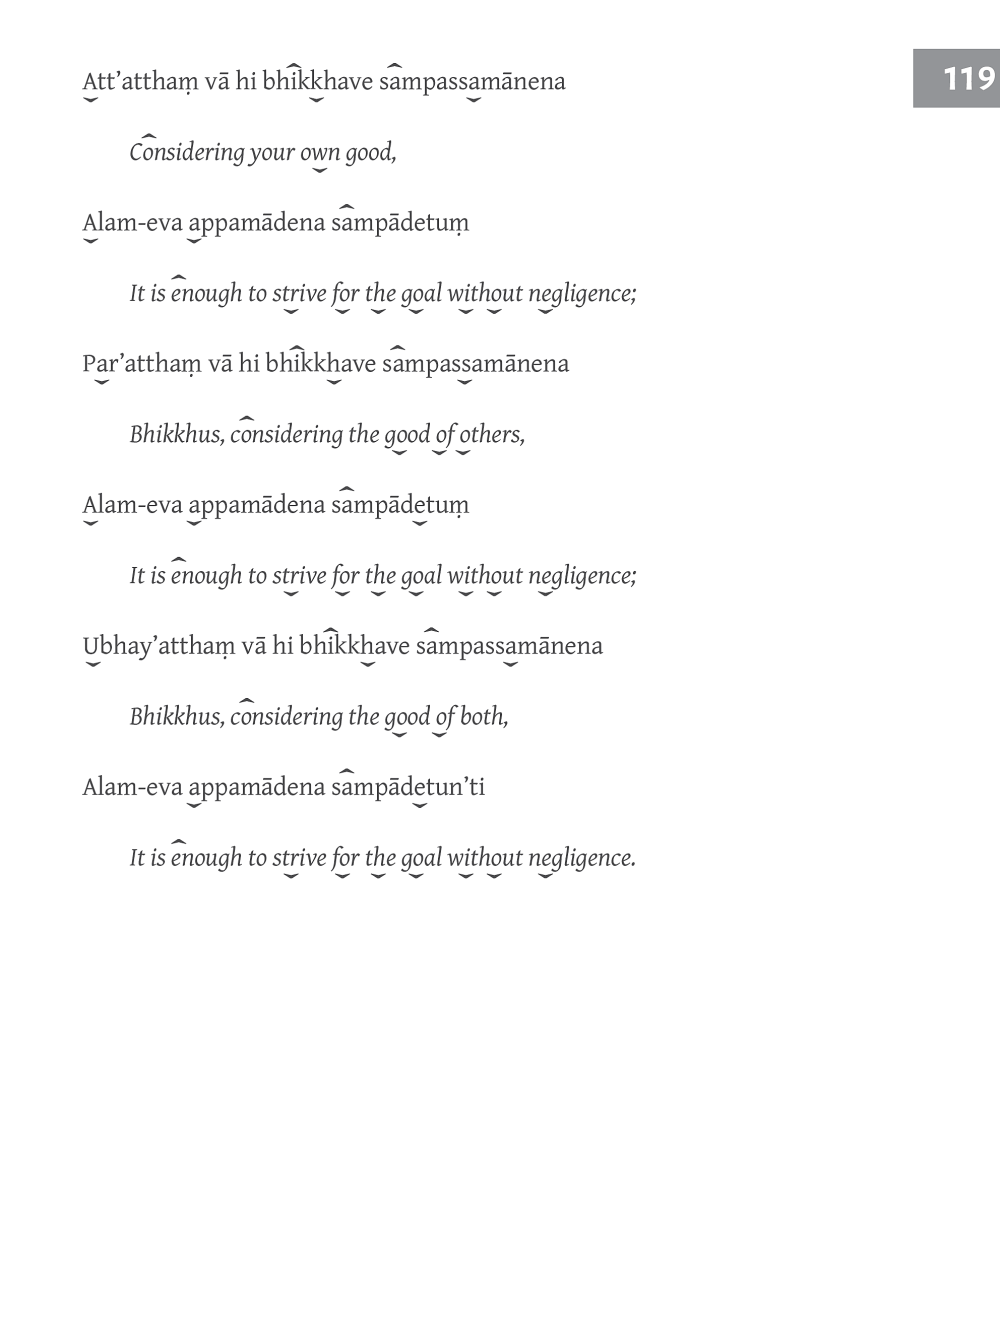 119
Att’atthaṃ vā hi bhikkhave sampassamānena
Considering your own good,
Alam-eva appamādena sampādetuṃ
It is enough to strive for the goal without negligence;
Par’atthaṃ vā hi bhikkhave sampassamānena
Bhikkhus, considering the good of others,
Alam-eva appamādena sampādetuṃ
It is enough to strive for the goal without negligence;
Ubhay’atthaṃ vā hi bhikkhave sampassamānena
Bhikkhus, considering the good of both,
Alam-eva appamādena sampādetun’ti
It is enough to strive for the goal without negligence.